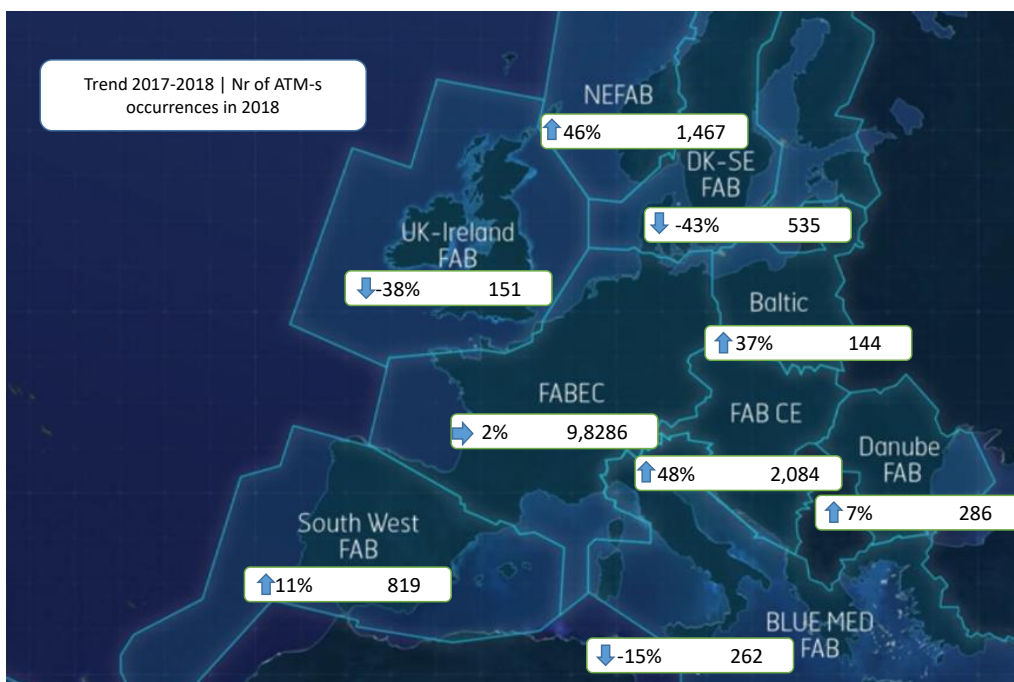 Trend 2017-2018 | Nr of ATM-s
occurrences in 2018
NEFAB
46% 1,467
DK-SE
FAB
-43% 535
UK-Ireland
FAB
-38% 151
Baltic
37% 144
FABEC
2% 9,8286
FAB CE
48% 2,084
Danube
FAB
7% 286
South West
FAB
11% 819
BLUE MED
FAB
-15% 262